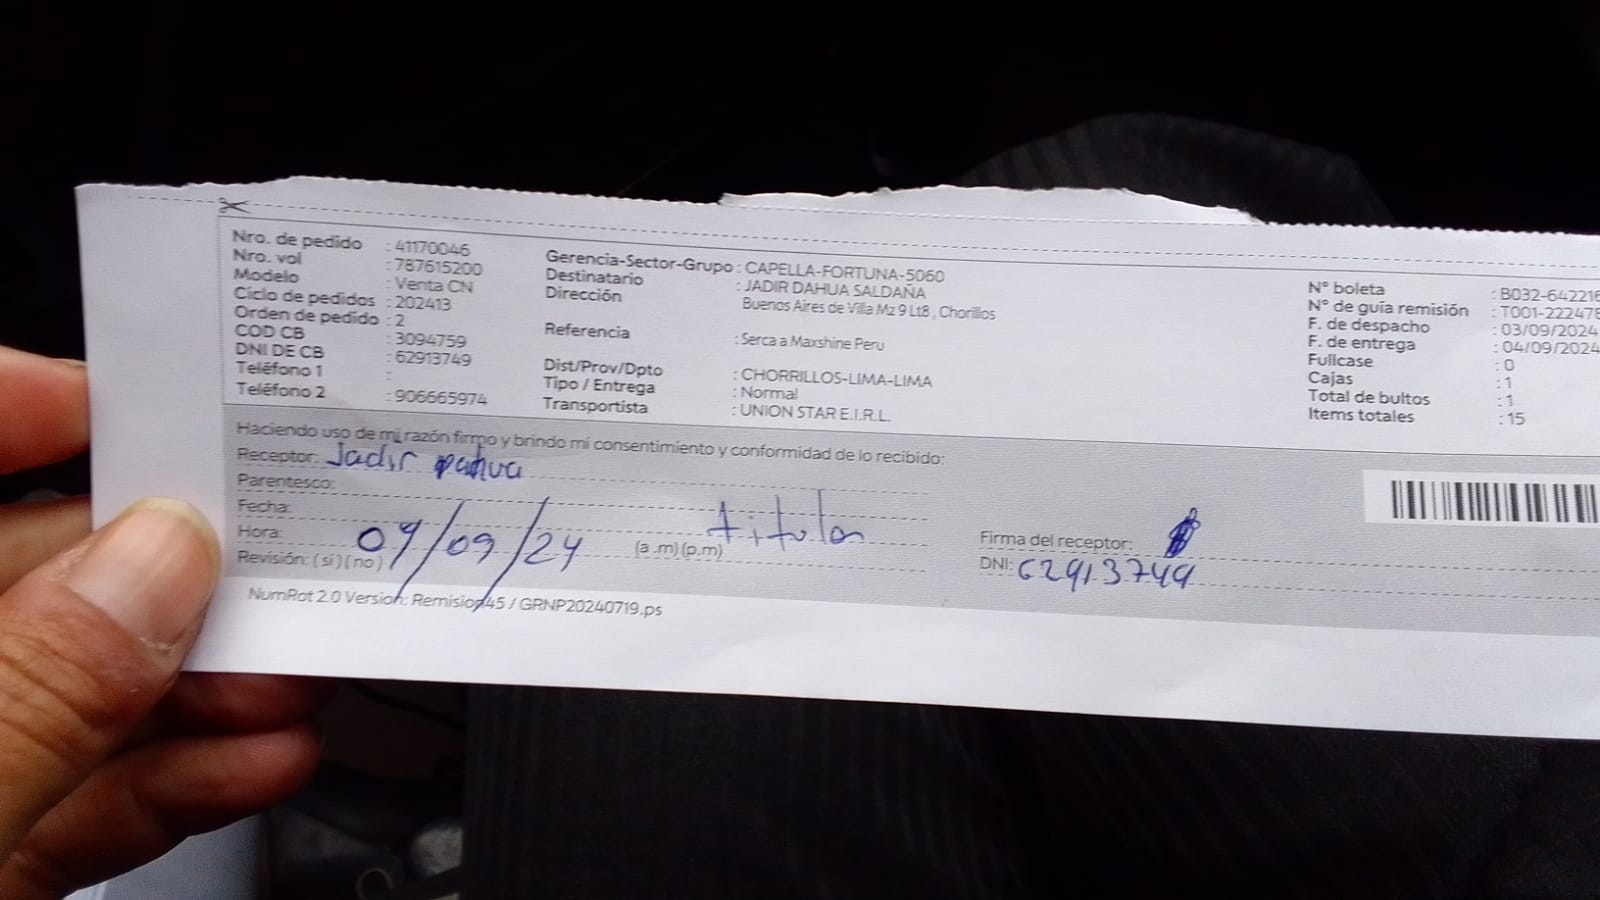 Nro. de pedido : 41170046
Nro. vol : 787615200
Modelo : Venta CN
Ciclo de pedidos : 202413
Orden de pedido : 2
COD CB : 3094759
DNI DE CB : 62913749
Teléfono 1 :
Teléfono 2 : 906665974
Gerencia-Sector-Grupo : CAPELLA-FORTUNA-5060
Destinatario : JADIR DAHUA SALDAÑA
Dirección Buenos Aires de Villa Mz 9 Lt8 , Chorillos
Referencia : Serca a Maxshine Peru
Dist/Prov/Dpto : CHORRILLOS-LIMA-LIMA
Tipo / Entrega : Normal
Transportista : UNION STAR E.I.R.L.
N° boleta : B032-642216
N° de guía remisión : T001-222478
F. de despacho : 03/09/2024
F. de entrega : 04/09/2024
Fullcase : 0
Cajas : 1
Total de bultos : 1
Items totales : 15
Haciendo uso de mi razón firmo y brindo mi consentimiento y conformidad de lo recibido:
Receptor: Jadir
Parentesco: titular
Fecha: 04/09/24
Hora: (a .m) (p.m)
Revisión: ( si ) ( no )
Firma del receptor:
DNI: 62913749
NumRot 2.0 Version: Remision45 / GRNP20240719.ps